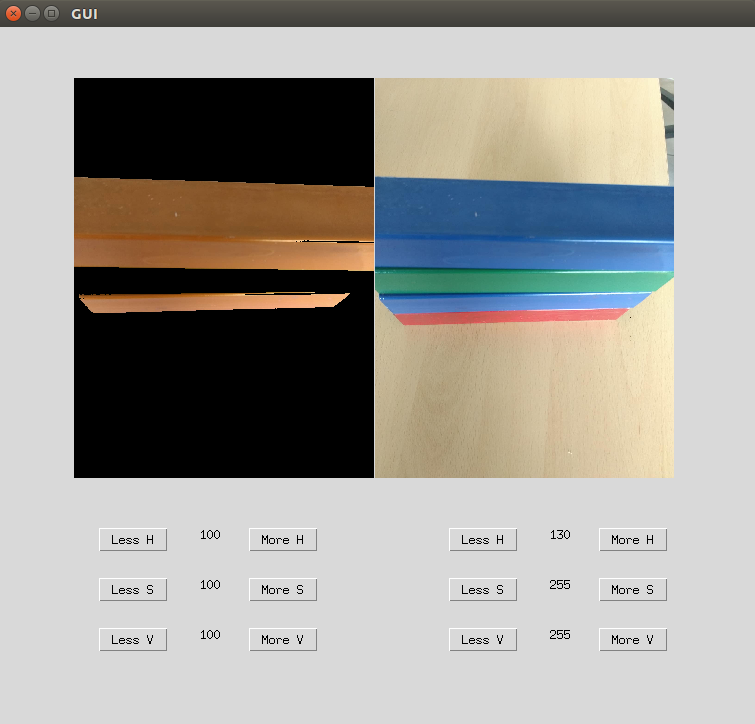 GUI
Less H 100 More H Less H 130 More H
Less S 100 More S Less S 255 More S
Less V 100 More V Less V 255 More V